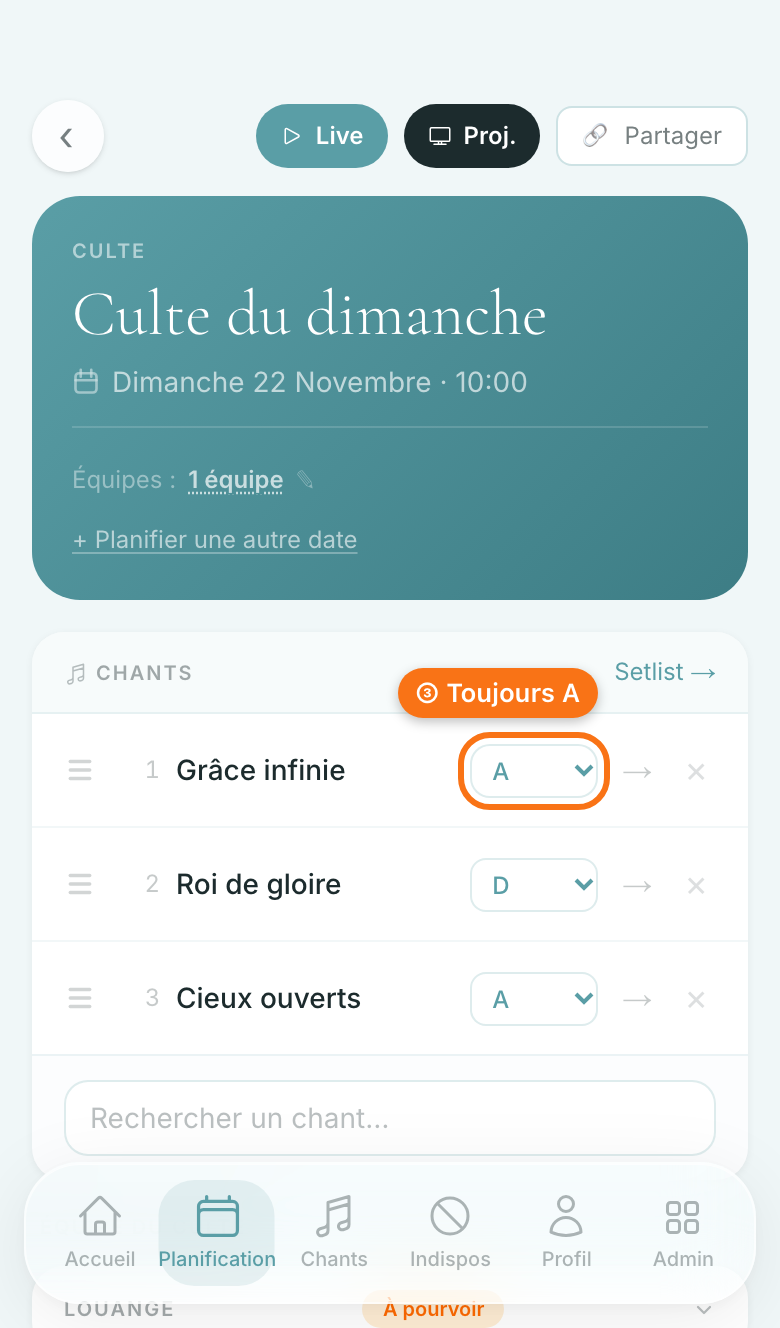 Live
Proj.
Partager
CULTE
Culte du dimanche
Dimanche 22 Novembre · 10:00
Équipes : 1 équipe
+ Planifier une autre date
CHANTS
Setlist →
③ Toujours A
1 Grâce infinie A →
2 Roi de gloire D →
3 Cieux ouverts A →
Rechercher un chant...
Accueil
Planification
Chants
Indispos
Profil
Admin
LOUANGE
À pourvoir